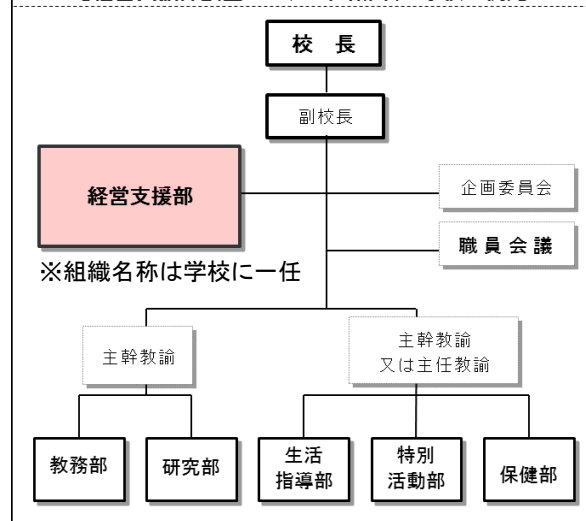 校　長
副校長
経営支援部
企画委員会
職員会議
※組織名称は学校に一任
主幹教諭
主幹教諭
又は主任教諭
教務部
研究部
生活
指導部
特別
活動部
保健部